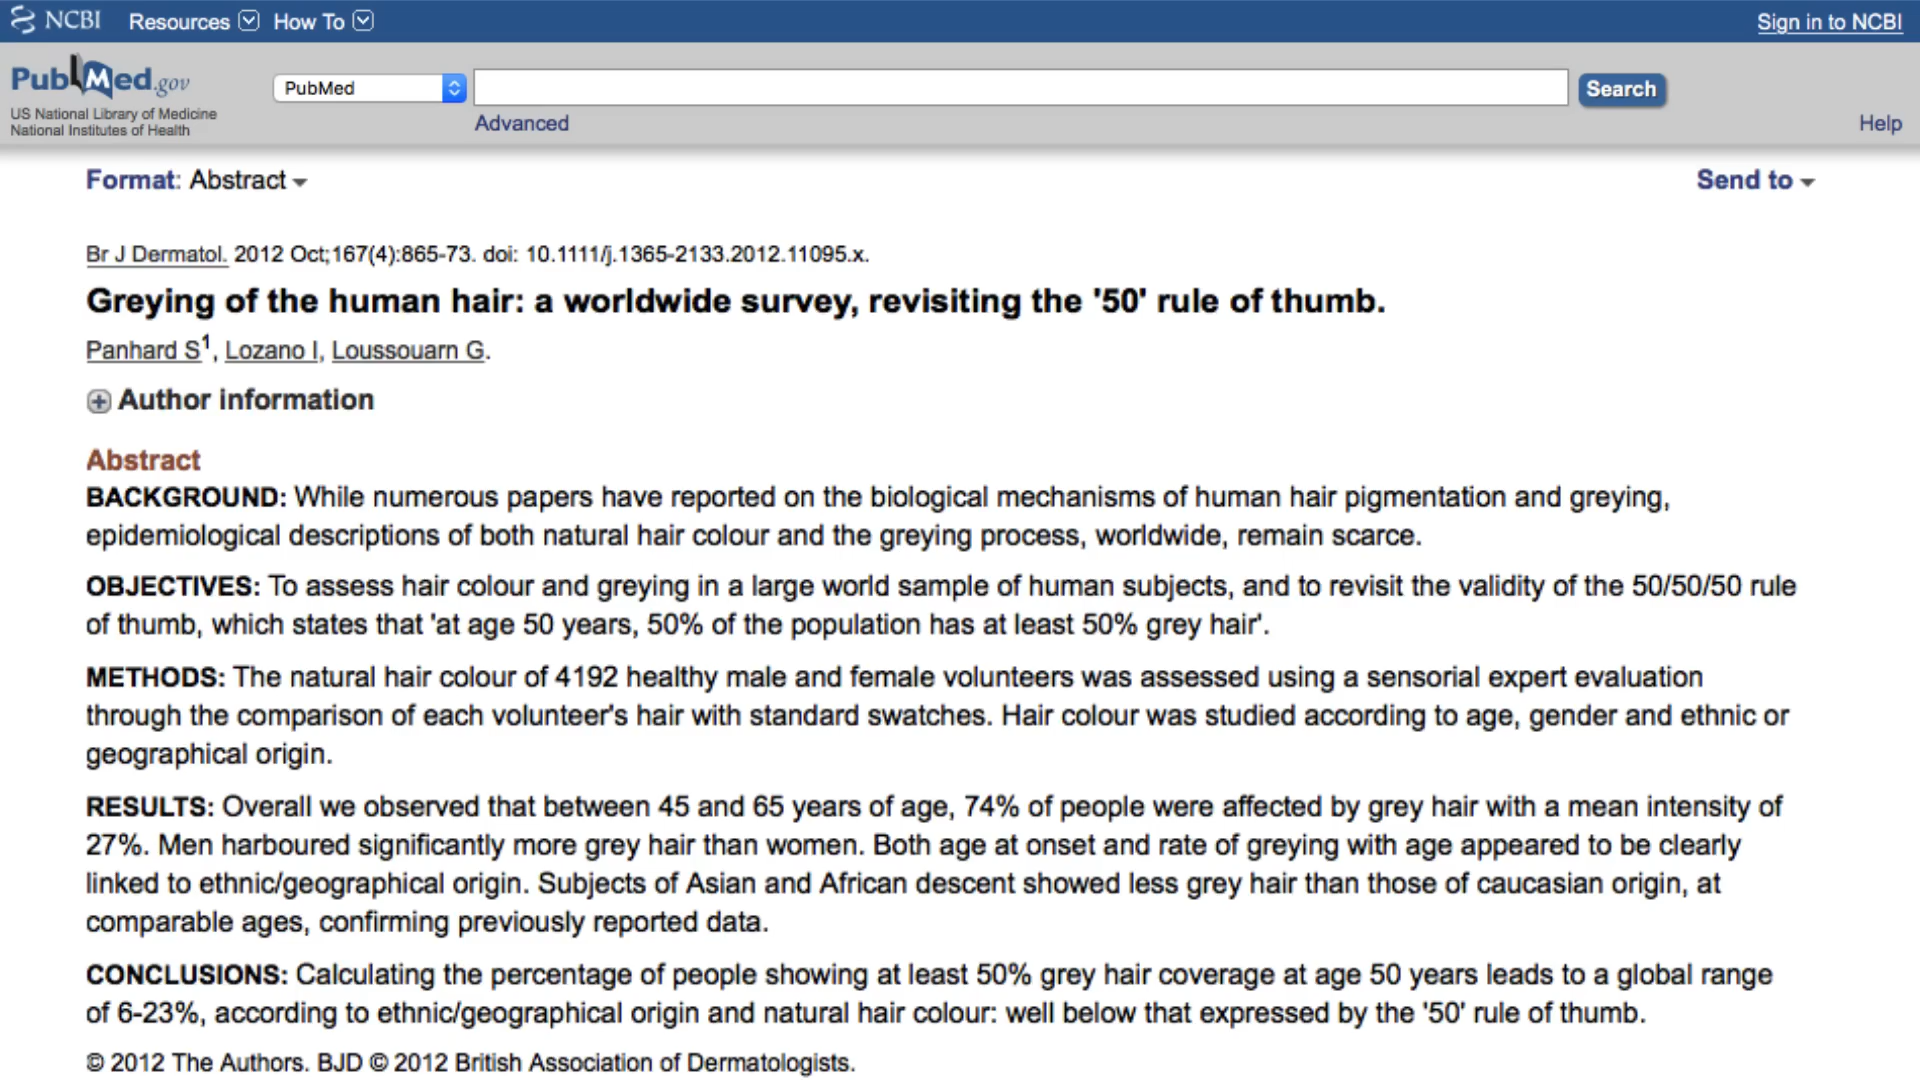 NCBI Resources How To Sign in to NCBI
PubMed.gov
US National Library of Medicine
National Institutes of Health
PubMed
Search
Advanced
Help
Format: Abstract
Send to
Br J Dermatol. 2012 Oct;167(4):865-73. doi: 10.1111/j.1365-2133.2012.11095.x.
Greying of the human hair: a worldwide survey, revisiting the '50' rule of thumb.
Panhard S1, Lozano I, Loussouarn G.
Author information
Abstract
BACKGROUND: While numerous papers have reported on the biological mechanisms of human hair pigmentation and greying,
epidemiological descriptions of both natural hair colour and the greying process, worldwide, remain scarce.
OBJECTIVES: To assess hair colour and greying in a large world sample of human subjects, and to revisit the validity of the 50/50/50 rule
of thumb, which states that 'at age 50 years, 50% of the population has at least 50% grey hair'.
METHODS: The natural hair colour of 4192 healthy male and female volunteers was assessed using a sensorial expert evaluation
through the comparison of each volunteer's hair with standard swatches. Hair colour was studied according to age, gender and ethnic or
geographical origin.
RESULTS: Overall we observed that between 45 and 65 years of age, 74% of people were affected by grey hair with a mean intensity of
27%. Men harboured significantly more grey hair than women. Both age at onset and rate of greying with age appeared to be clearly
linked to ethnic/geographical origin. Subjects of Asian and African descent showed less grey hair than those of caucasian origin, at
comparable ages, confirming previously reported data.
CONCLUSIONS: Calculating the percentage of people showing at least 50% grey hair coverage at age 50 years leads to a global range
of 6-23%, according to ethnic/geographical origin and natural hair colour: well below that expressed by the '50' rule of thumb.
© 2012 The Authors. BJD © 2012 British Association of Dermatologists.